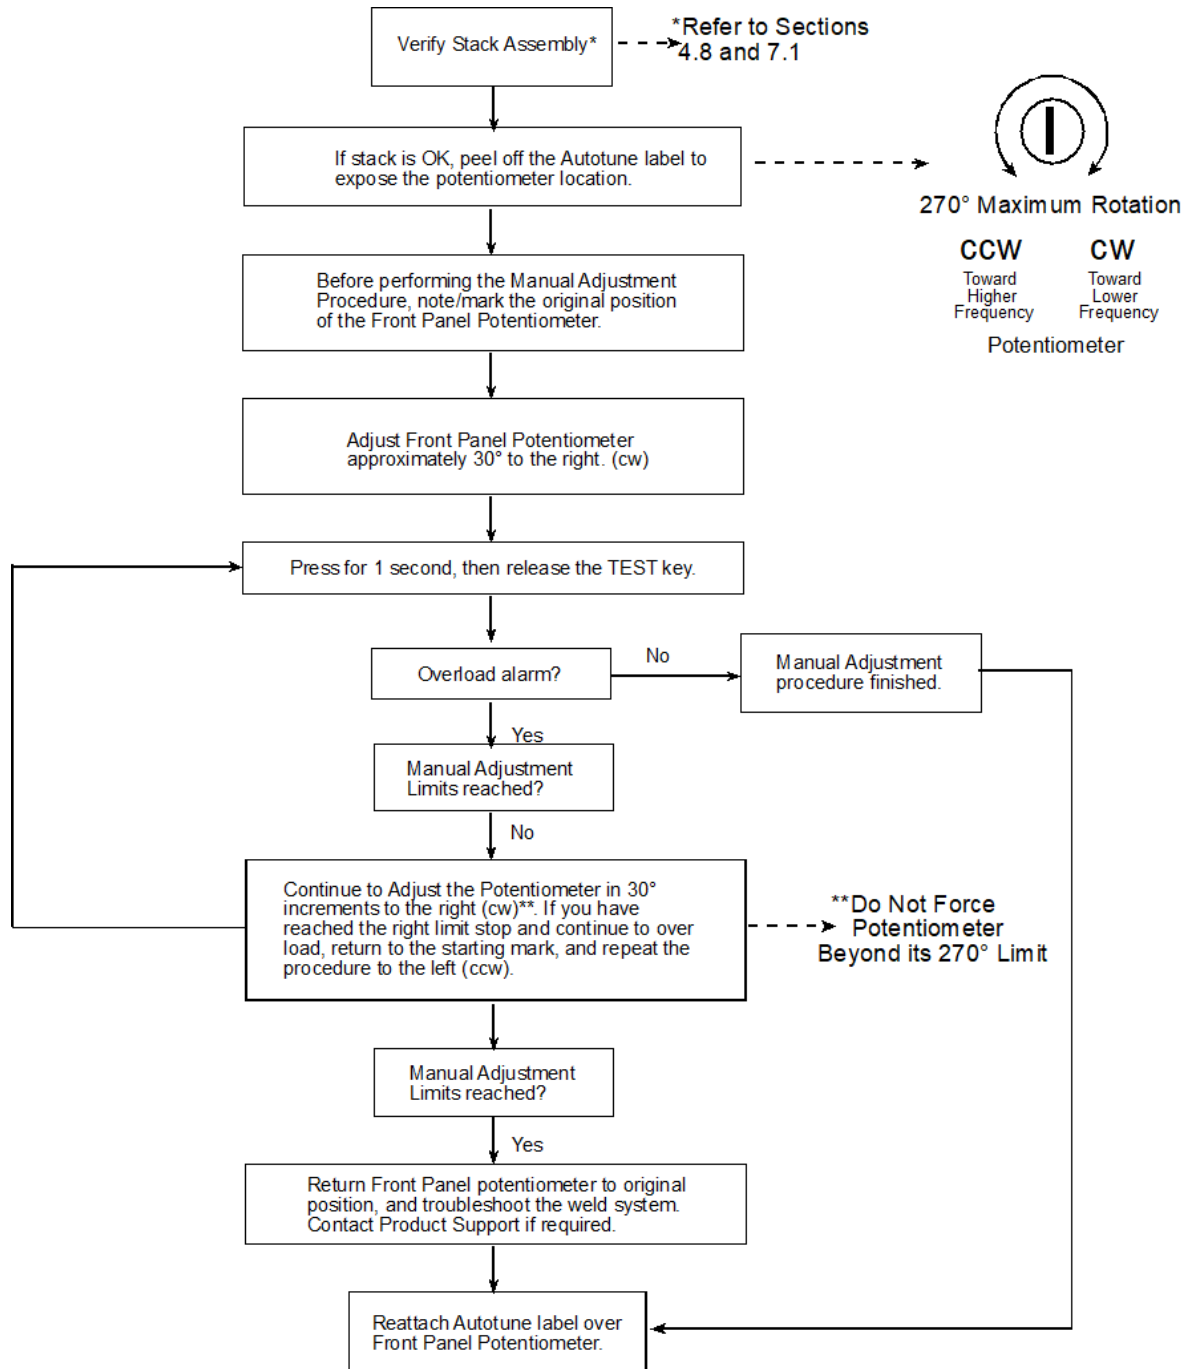 Verify Stack Assembly*
*Refer to Sections
4.8 and 7.1
If stack is OK, peel off the Autotune label to
expose the potentiometer location.
270° Maximum Rotation
CCW
Toward
Higher
Frequency
CW
Toward
Lower
Frequency
Potentiometer
Before performing the Manual Adjustment
Procedure, note/mark the original position
of the Front Panel Potentiometer.
Adjust Front Panel Potentiometer
approximately 30° to the right. (cw)
Press for 1 second, then release the TEST key.
Overload alarm?
No
Manual Adjustment
procedure finished.
Yes
Manual Adjustment
Limits reached?
No
Continue to Adjust the Potentiometer in 30°
increments to the right (cw)**. If you have
reached the right limit stop and continue to over
load, return to the starting mark, and repeat the
procedure to the left (ccw).
**Do Not Force
Potentiometer
Beyond its 270° Limit
Manual Adjustment
Limits reached?
Yes
Return Front Panel potentiometer to original
position, and troubleshoot the weld system.
Contact Product Support if required.
Reattach Autotune label over
Front Panel Potentiometer.